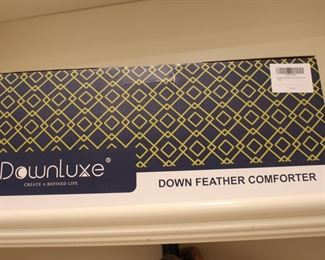 Downluxe®
CREATE A REFINED LIFE
DOWN FEATHER COMFORTER